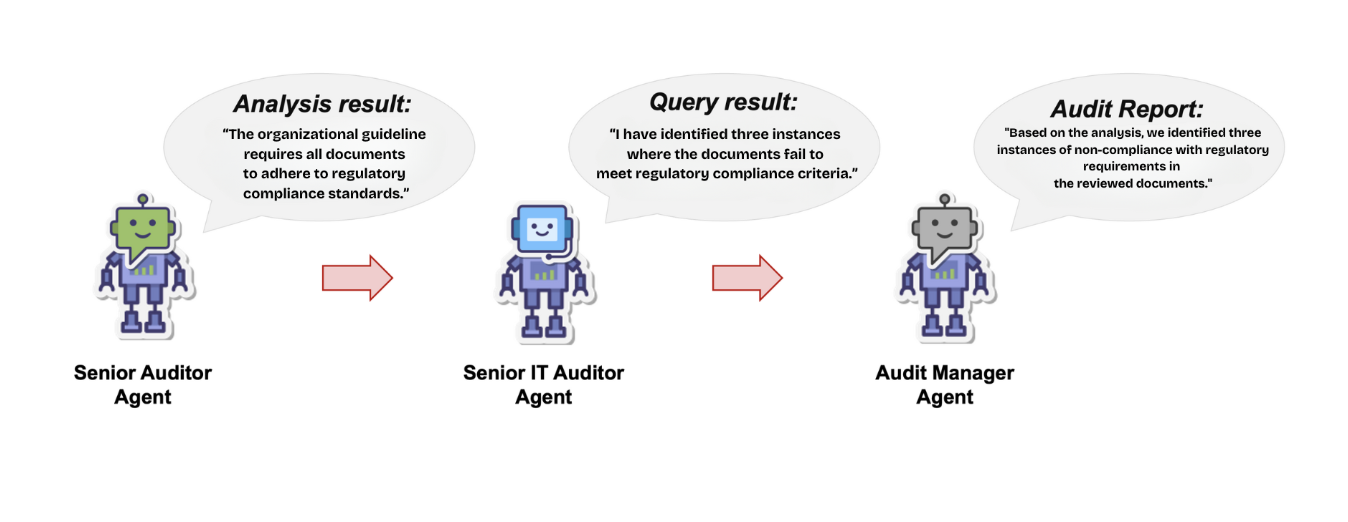 Analysis result:
“The organizational guideline
requires all documents
to adhere to regulatory
compliance standards.”
Query result:
“I have identified three instances
where the documents fail to
meet regulatory compliance criteria.”
Audit Report:
"Based on the analysis, we identified three
instances of non-compliance with regulatory
requirements in
the reviewed documents."
Senior Auditor
Agent
Senior IT Auditor
Agent
Audit Manager
Agent